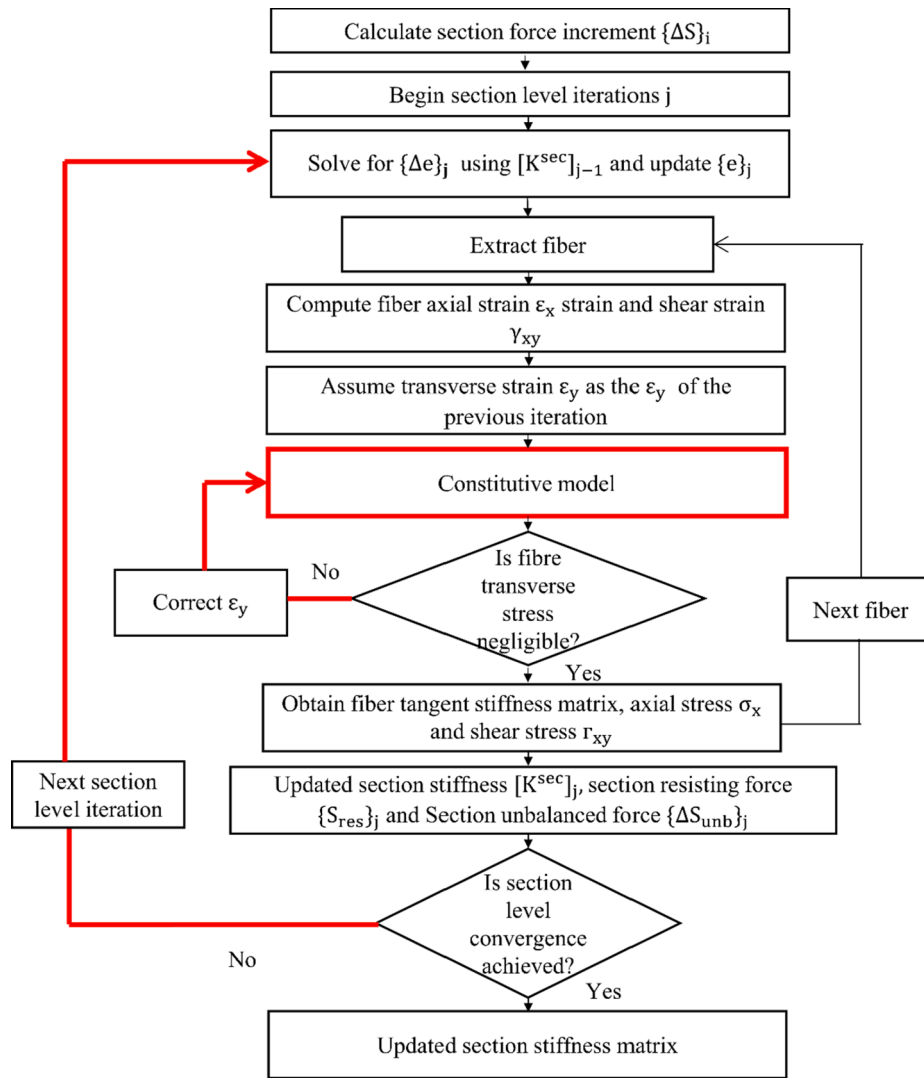 Calculate section force increment {ΔS}ᵢ
Begin section level iterations j
Solve for {Δe}ⱼ using [Kˢᵉᶜ]ⱼ₋₁ and update {e}ⱼ
Extract fiber
Compute fiber axial strain εₓ strain and shear strain
γₓᵧ
Assume transverse strain εᵧ as the εᵧ of the
previous iteration
Constitutive model
Is fibre
transverse
stress
negligible?
No
Correct εᵧ
Next fiber
Yes
Obtain fiber tangent stiffness matrix, axial stress σₓ
and shear stress τₓᵧ
Updated section stiffness [Kˢᵉᶜ]ⱼ, section resisting force
{Sᵣₑₛ}ⱼ and Section unbalanced force {ΔSᵤₙb}ⱼ
Next section
level iteration
Is section
level
convergence
achieved?
No
Yes
Updated section stiffness matrix